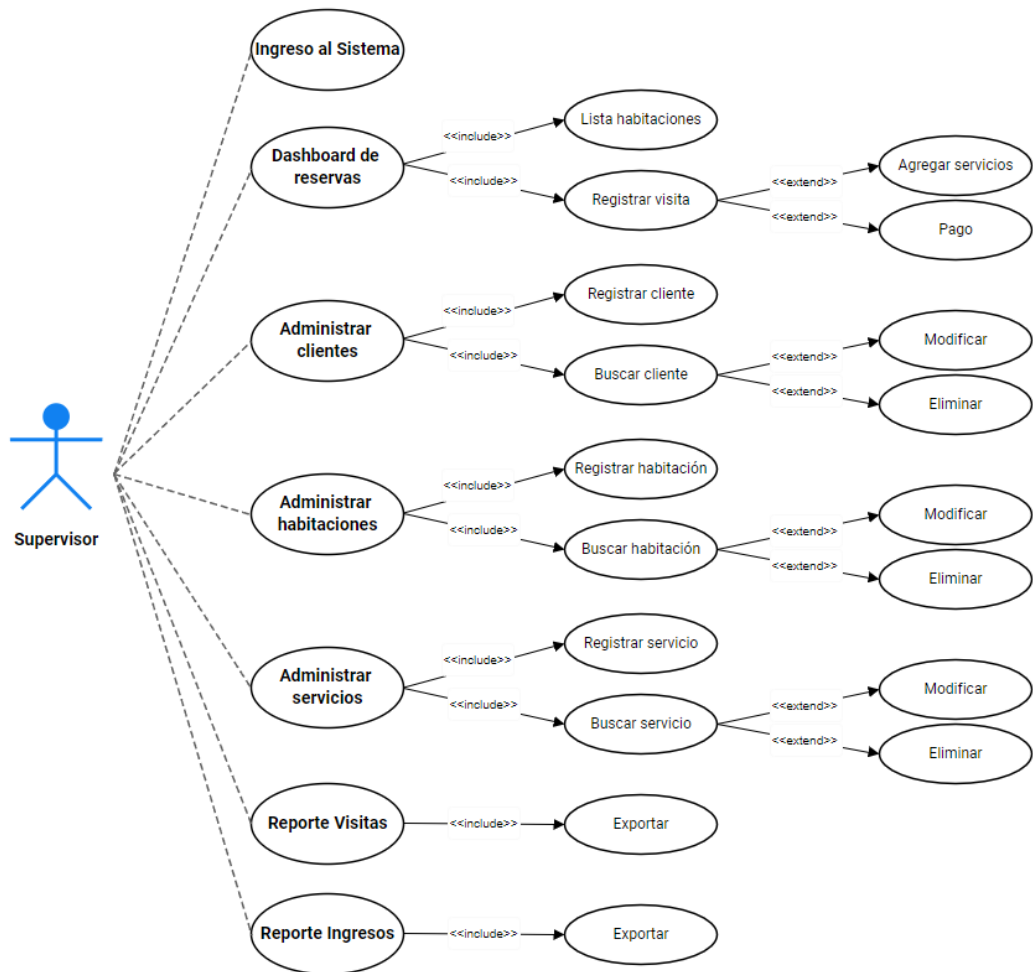 Ingreso al Sistema
Lista habitaciones
<<include>>
Dashboard de
reservas
<<include>>
Registrar visita
Agregar servicios
<<extend>>
<<extend>>
Pago
Registrar cliente
<<include>>
Administrar
clientes
<<include>>
Buscar cliente
Modificar
<<extend>>
<<extend>>
Eliminar
Registrar habitación
<<include>>
Administrar
habitaciones
<<include>>
Buscar habitación
Modificar
<<extend>>
<<extend>>
Eliminar
Supervisor
Registrar servicio
<<include>>
Administrar
servicios
<<include>>
Buscar servicio
Modificar
<<extend>>
<<extend>>
Eliminar
Reporte Visitas
<<include>>
Exportar
Reporte Ingresos
<<include>>
Exportar